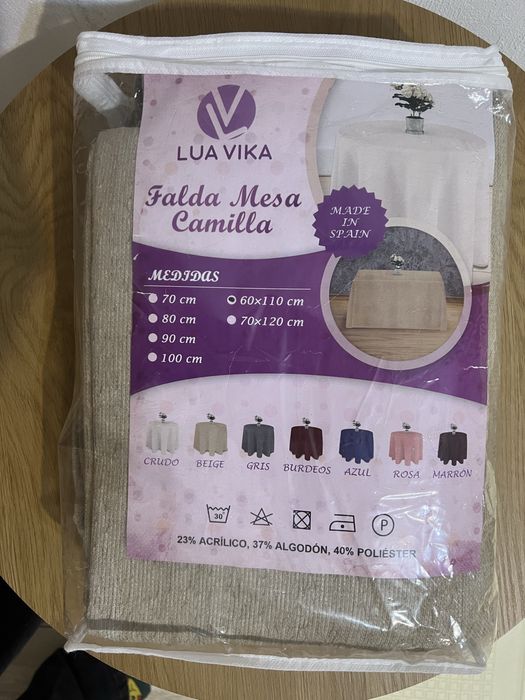 LUA VIKA
Falda Mesa
Camilla
MADE
IN
SPAIN
MEDIDAS
70 cm
80 cm
90 cm
100 cm
60x110 cm
70x120 cm
CRUDO
BEIGE
GRIS
BURDEOS
AZUL
ROSA
MARRÓN
30
P
23% ACRÍLICO, 37% ALGODÓN, 40% POLIÉSTER